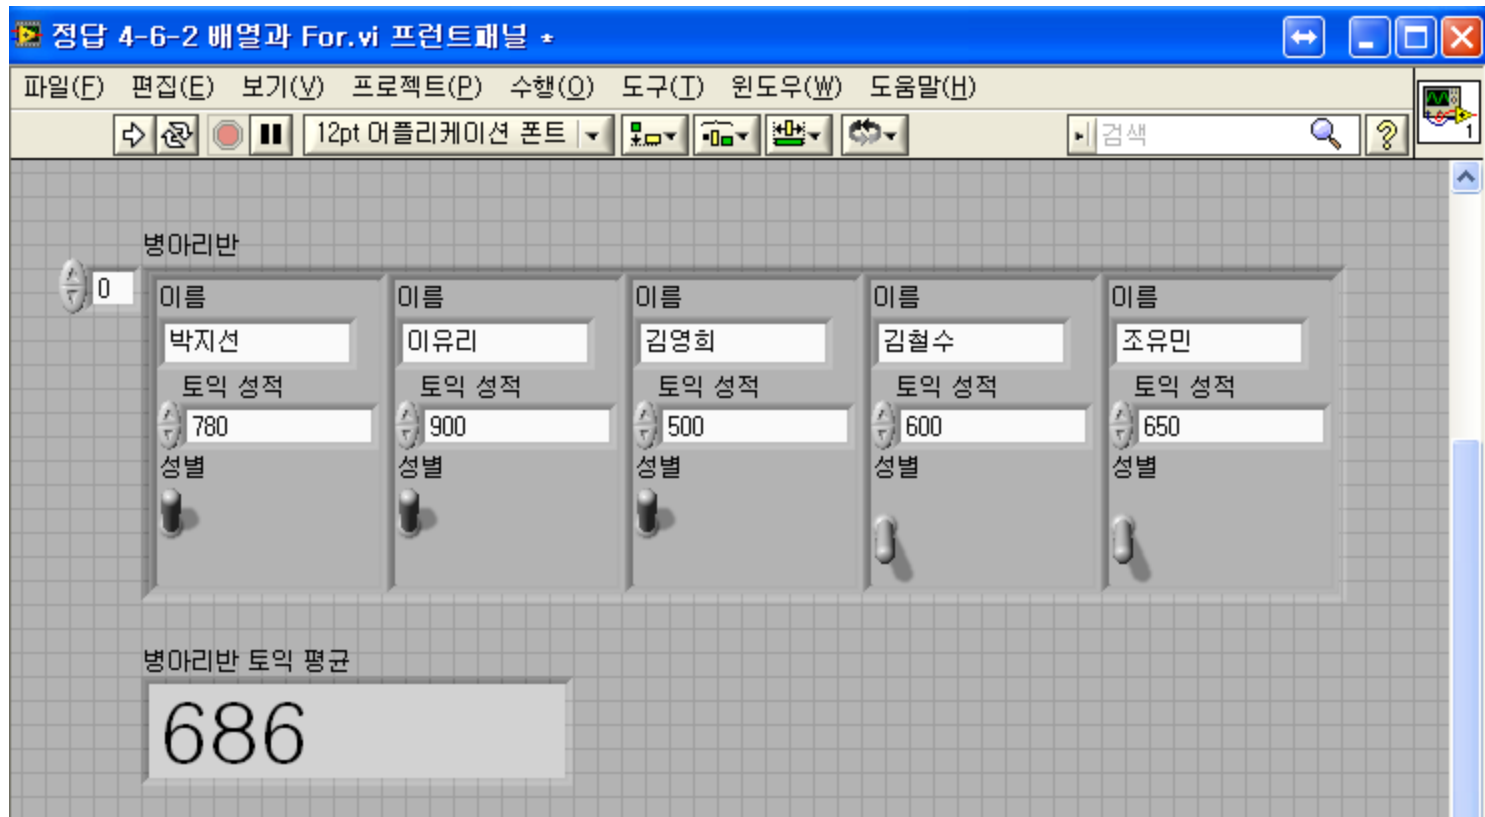 정답 4-6-2 배열과 For.vi 프런트패널 *
파일(F) 편집(E) 보기(V) 프로젝트(P) 수행(O) 도구(T) 윈도우(W) 도움말(H)
12pt 어플리케이션 폰트 검색 ? 1
병아리반
0
이름 이름 이름 이름 이름
박지선 이유리 김영희 김철수 조유민
토익 성적 토익 성적 토익 성적 토익 성적 토익 성적
780 900 500 600 650
성별 성별 성별 성별 성별
병아리반 토익 평균
686